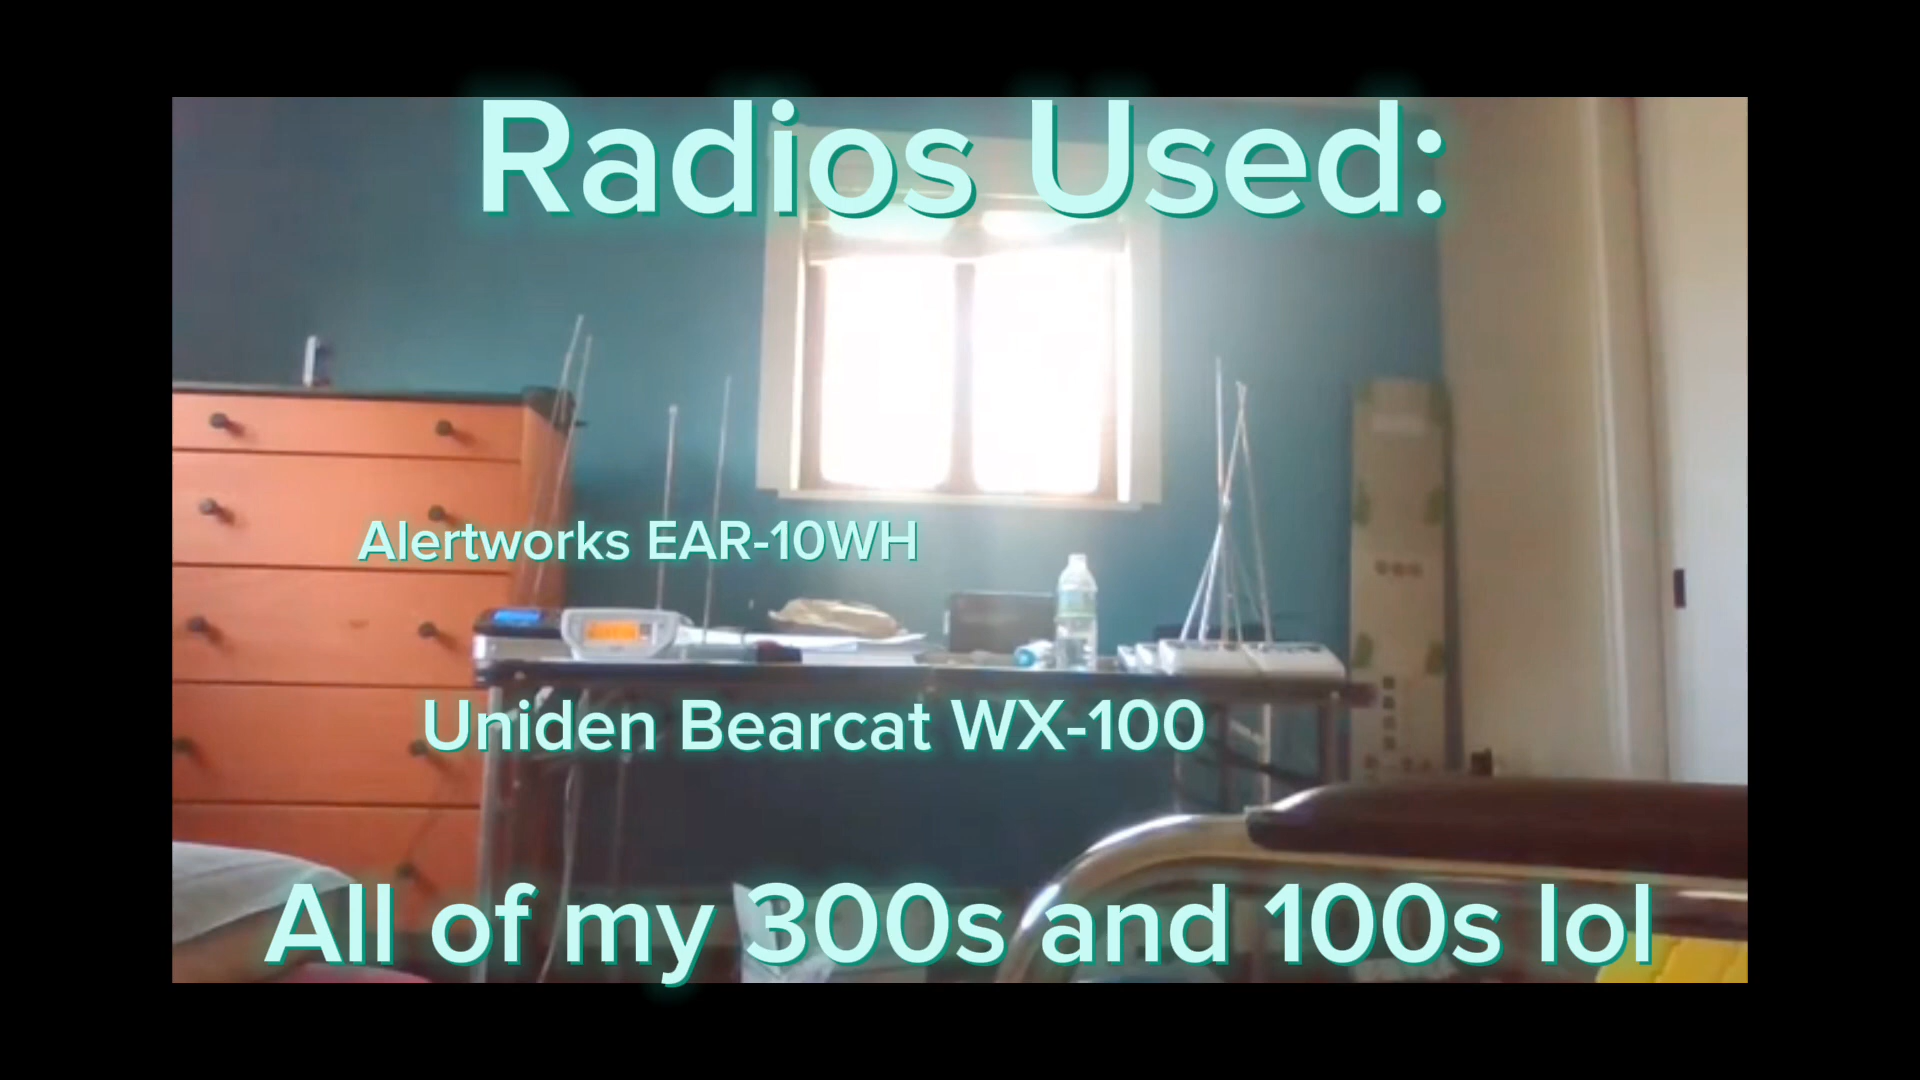 Radios Used:
Alertworks EAR-10WH
Uniden Bearcat WX-100
All of my 300s and 100s lol